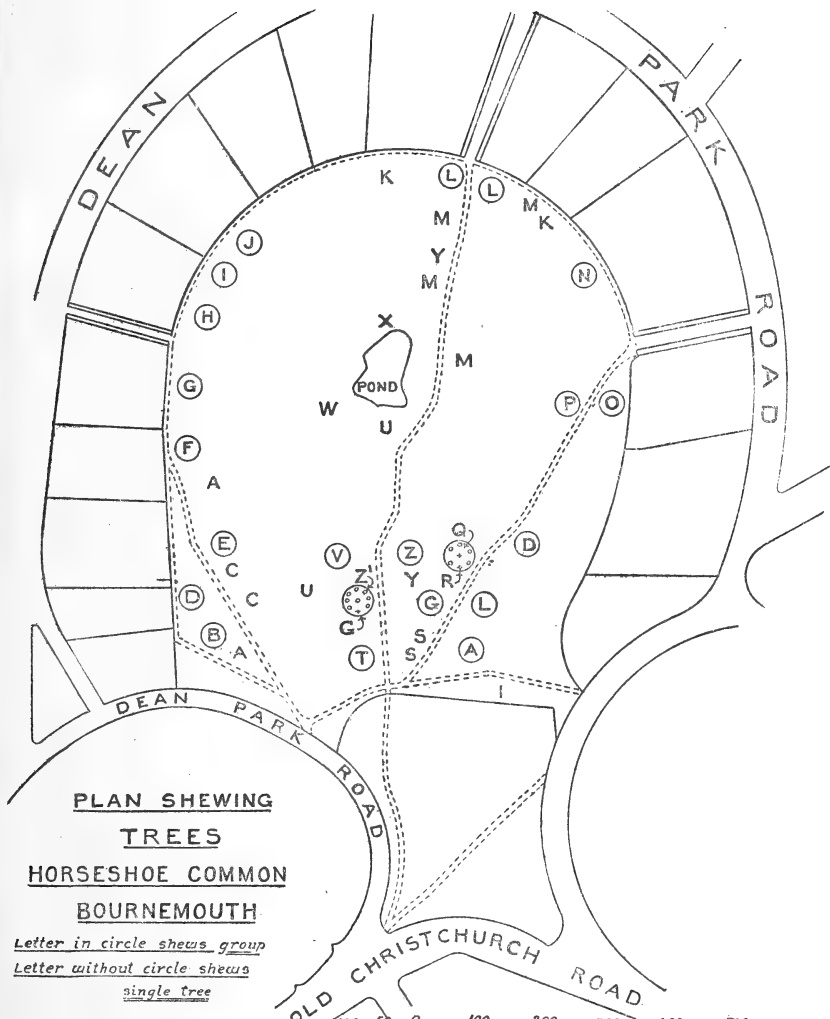 DEAN
PARK
ROAD
K
L
L
M
K
M
J
Y
I
M
N
H
X
M
G
POND
P
O
W
U
F
A
Q
E
V
Z
D
C
Z'
Y
R
C
U
D
G
L
G
B
S
A
T
S
A
I
DEAN PARK ROAD
PLAN SHEWING
TREES
HORSESHOE COMMON
BOURNEMOUTH
Letter in circle shews group
Letter without circle shews
single tree
OLD CHRISTCHURCH ROAD